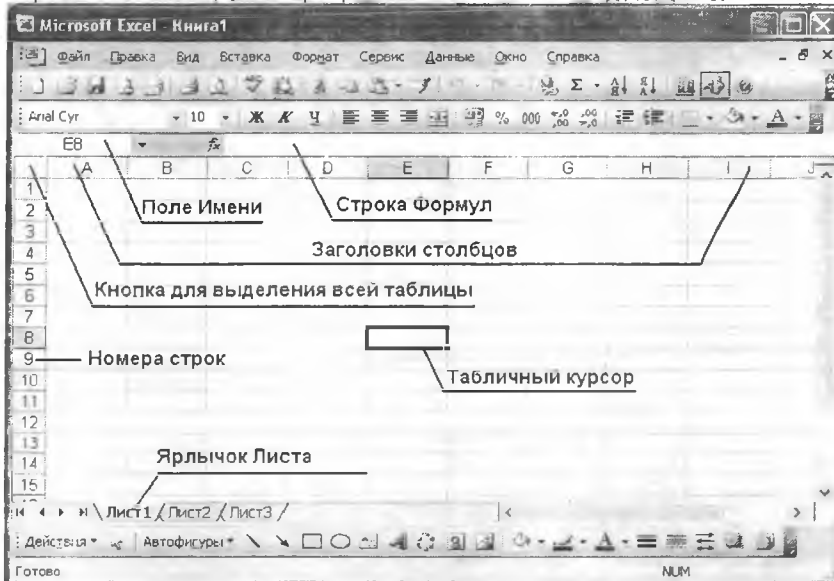 Microsoft Excel - Книга1
Файл Правка Вид Вставка Формат Сервис Данные Окно Справка
Arial Cyr 10 Ж К Ч % 000
E8 fx
A B C D E F G H I J
1
2 Поле Имени Строка Формул
3
4 Заголовки столбцов
5
6 Кнопка для выделения всей таблицы
7
8
9 Номера строк
10 Табличный курсор
11
12
13
14 Ярлычок Листа
15
Лист1 Лист2 Лист3
Действия Автофигуры
Готово NUM